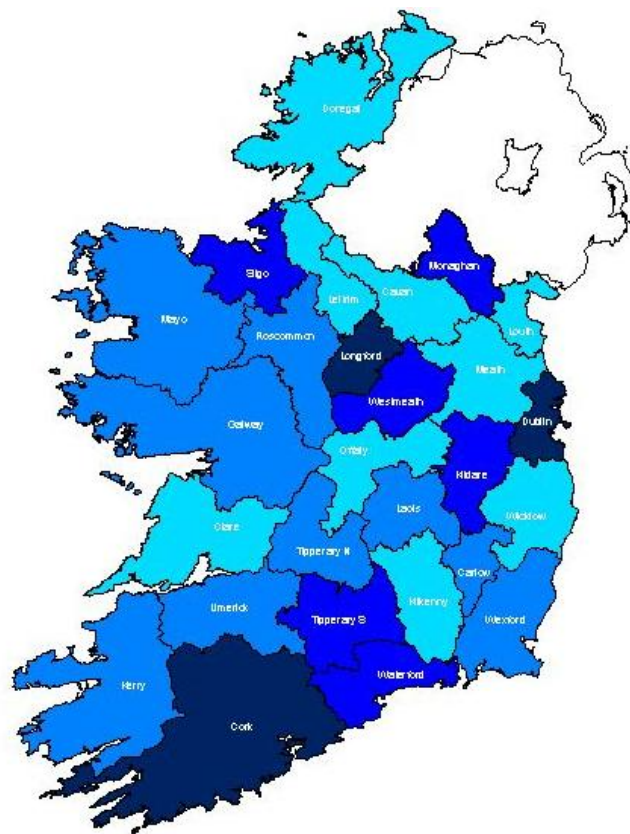 Donegal
Sligo
Monaghan
Leitrim
Cavan
Mayo
Louth
Roscommon
Longford
Meath
Westmeath
Galway
Dublin
Offaly
Kildare
Laois
Wicklow
Clare
Tipperary N
Carlow
Kilkenny
Limerick
Tipperary S
Wexford
Waterford
Kerry
Cork